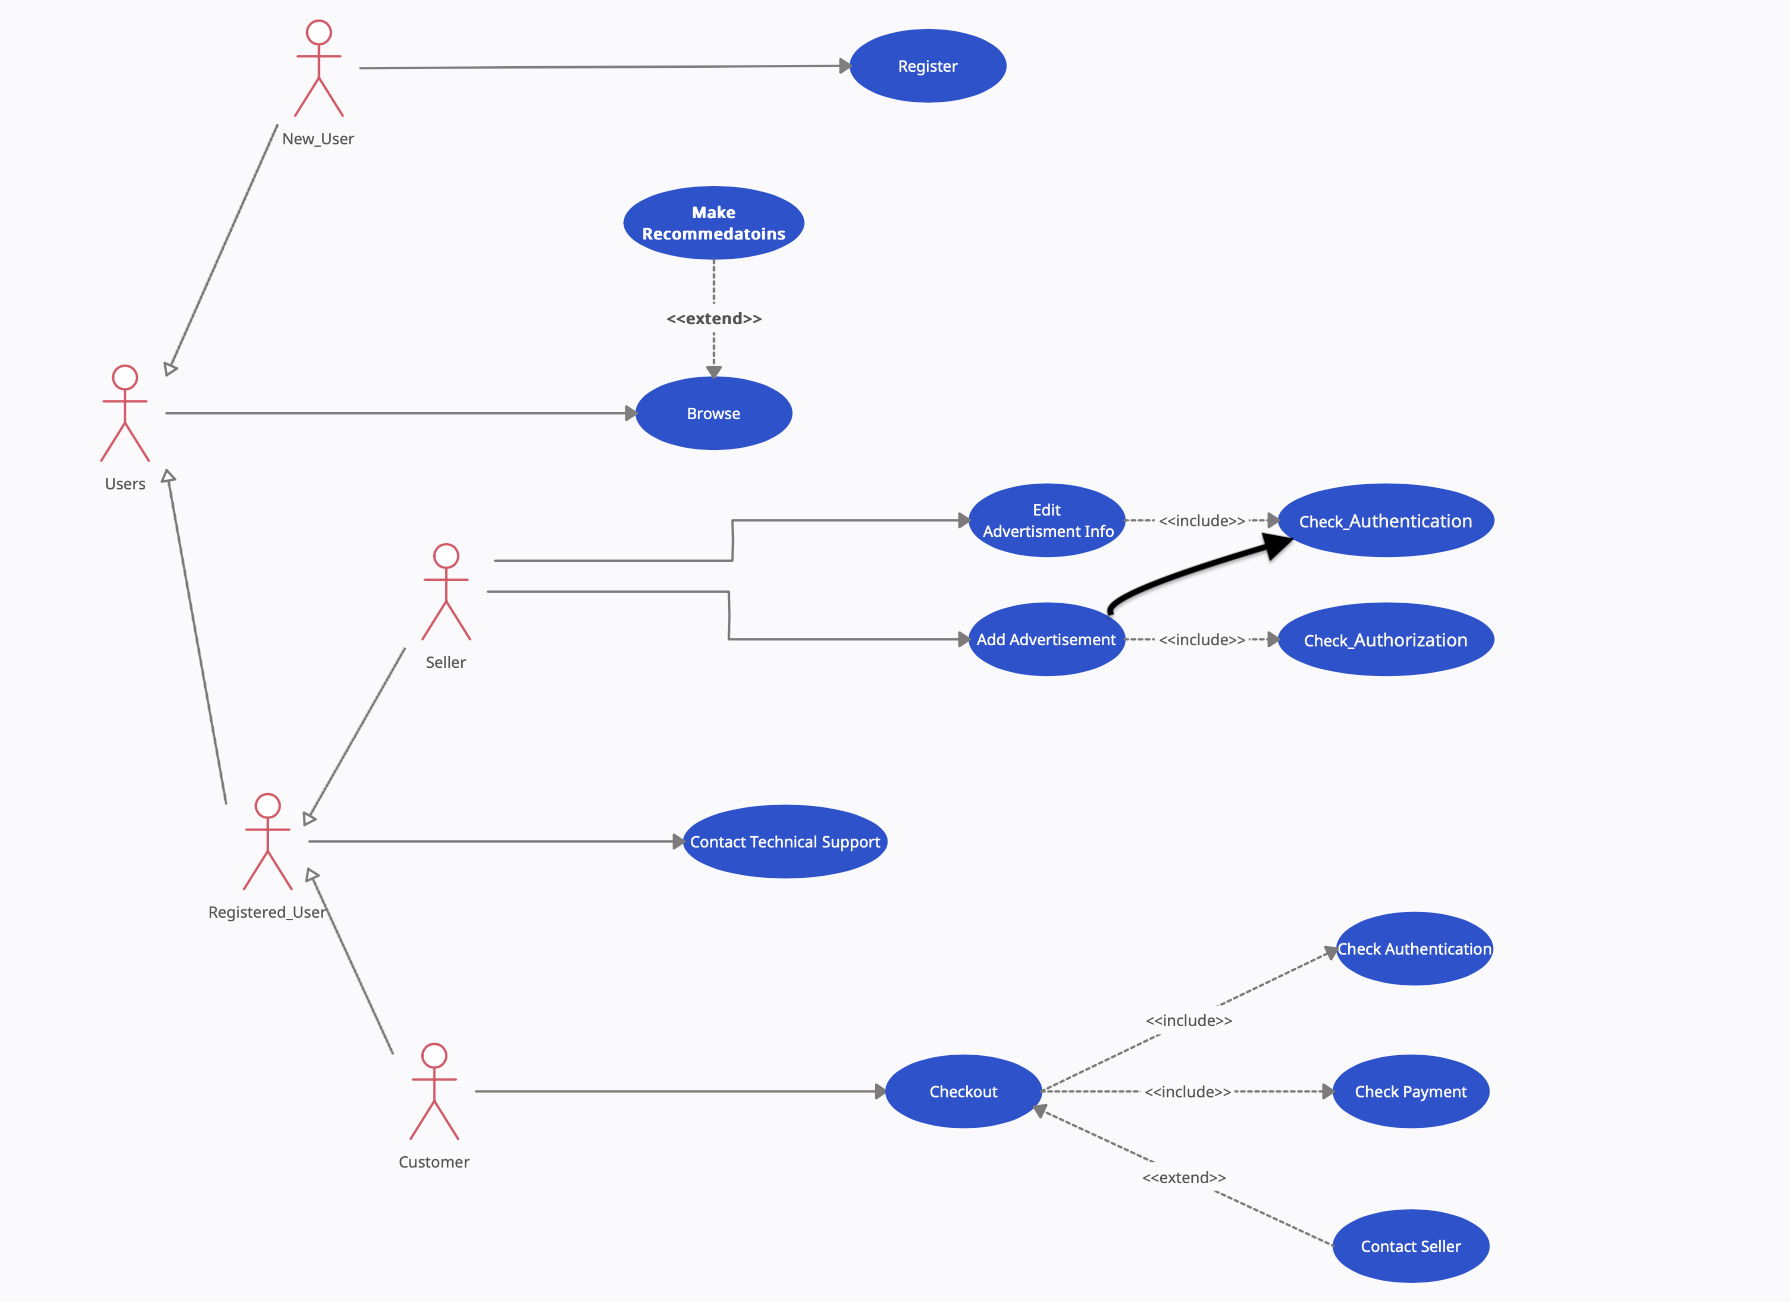 Register
New_User
Make
Recommedatoins
<<extend>>
Browse
Users
Edit
Advertisment Info
<<include>>
Check_Authentication
Add Advertisement
<<include>>
Check_Authorization
Seller
Contact Technical Support
Registered_User
Check Authentication
<<include>>
Checkout
<<include>>
Check Payment
Customer
<<extend>>
Contact Seller